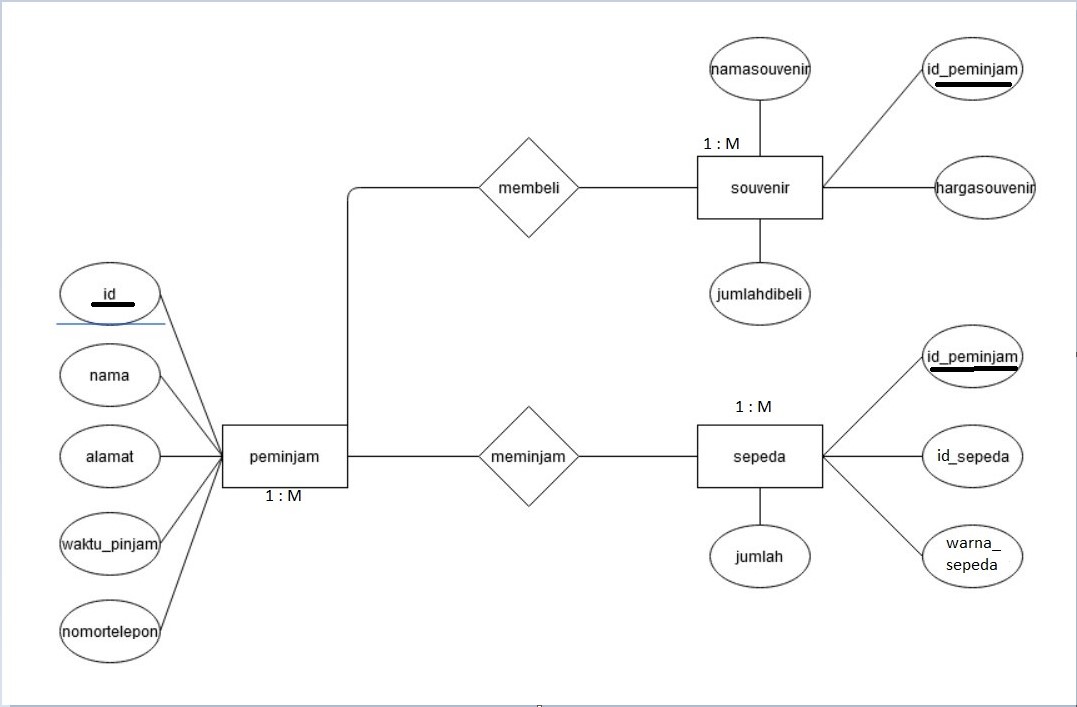 namasouvenir
id_peminjam
1 : M
membeli
souvenir
hargasouvenir
jumlahdibeli
id
nama
alamat
waktu_pinjam
nomortelepon
peminjam
1 : M
meminjam
1 : M
sepeda
id_peminjam
id_sepeda
warna_
sepeda
jumlah